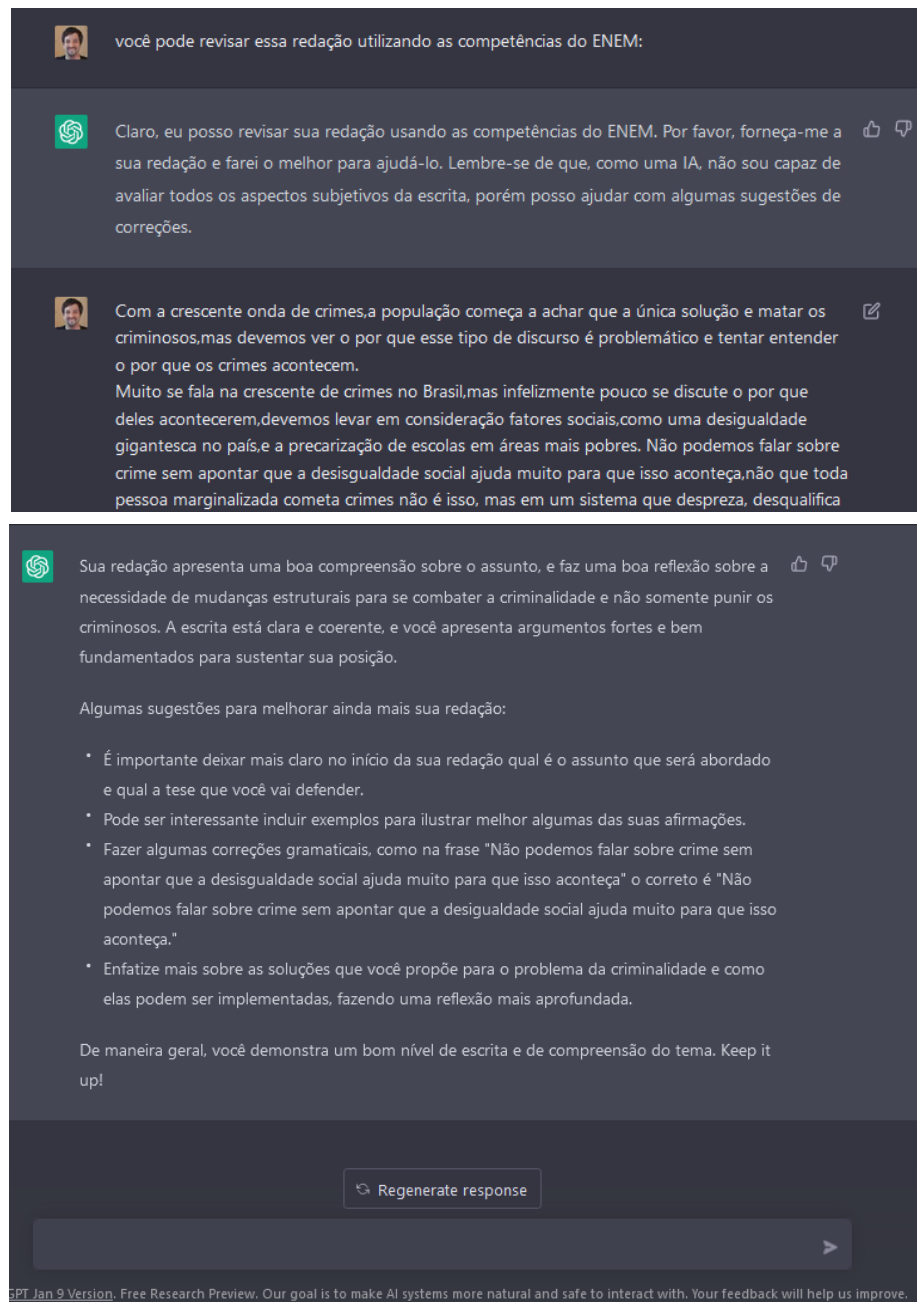 você pode revisar essa redação utilizando as competências do ENEM:
Claro, eu posso revisar sua redação usando as competências do ENEM. Por favor, forneça-me a
sua redação e farei o melhor para ajudá-lo. Lembre-se de que, como uma IA, não sou capaz de
avaliar todos os aspectos subjetivos da escrita, porém posso ajudar com algumas sugestões de
correções.
Com a crescente onda de crimes,a população começa a achar que a única solução e matar os
criminosos,mas devemos ver o por que esse tipo de discurso é problemático e tentar entender
o por que os crimes acontecem.
Muito se fala na crescente de crimes no Brasil,mas infelizmente pouco se discute o por que
deles acontecerem,devemos levar em consideração fatores sociais,como uma desigualdade
gigantesca no país,e a precarização de escolas em áreas mais pobres. Não podemos falar sobre
crime sem apontar que a desisgualdade social ajuda muito para que isso aconteça,não que toda
pessoa marginalizada cometa crimes não é isso, mas em um sistema que despreza, desqualifica
Sua redação apresenta uma boa compreensão sobre o assunto, e faz uma boa reflexão sobre a
necessidade de mudanças estruturais para se combater a criminalidade e não somente punir os
criminosos. A escrita está clara e coerente, e você apresenta argumentos fortes e bem
fundamentados para sustentar sua posição.
Algumas sugestões para melhorar ainda mais sua redação:
• É importante deixar mais claro no início da sua redação qual é o assunto que será abordado
e qual a tese que você vai defender.
• Pode ser interessante incluir exemplos para ilustrar melhor algumas das suas afirmações.
• Fazer algumas correções gramaticais, como na frase "Não podemos falar sobre crime sem
apontar que a desisgualdade social ajuda muito para que isso aconteça" o correto é "Não
podemos falar sobre crime sem apontar que a desigualdade social ajuda muito para que isso
aconteça."
• Enfatize mais sobre as soluções que você propõe para o problema da criminalidade e como
elas podem ser implementadas, fazendo uma reflexão mais aprofundada.
De maneira geral, você demonstra um bom nível de escrita e de compreensão do tema. Keep it
up!
Regenerate response
GPT Jan 9 Version. Free Research Preview. Our goal is to make AI systems more natural and safe to interact with. Your feedback will help us improve.